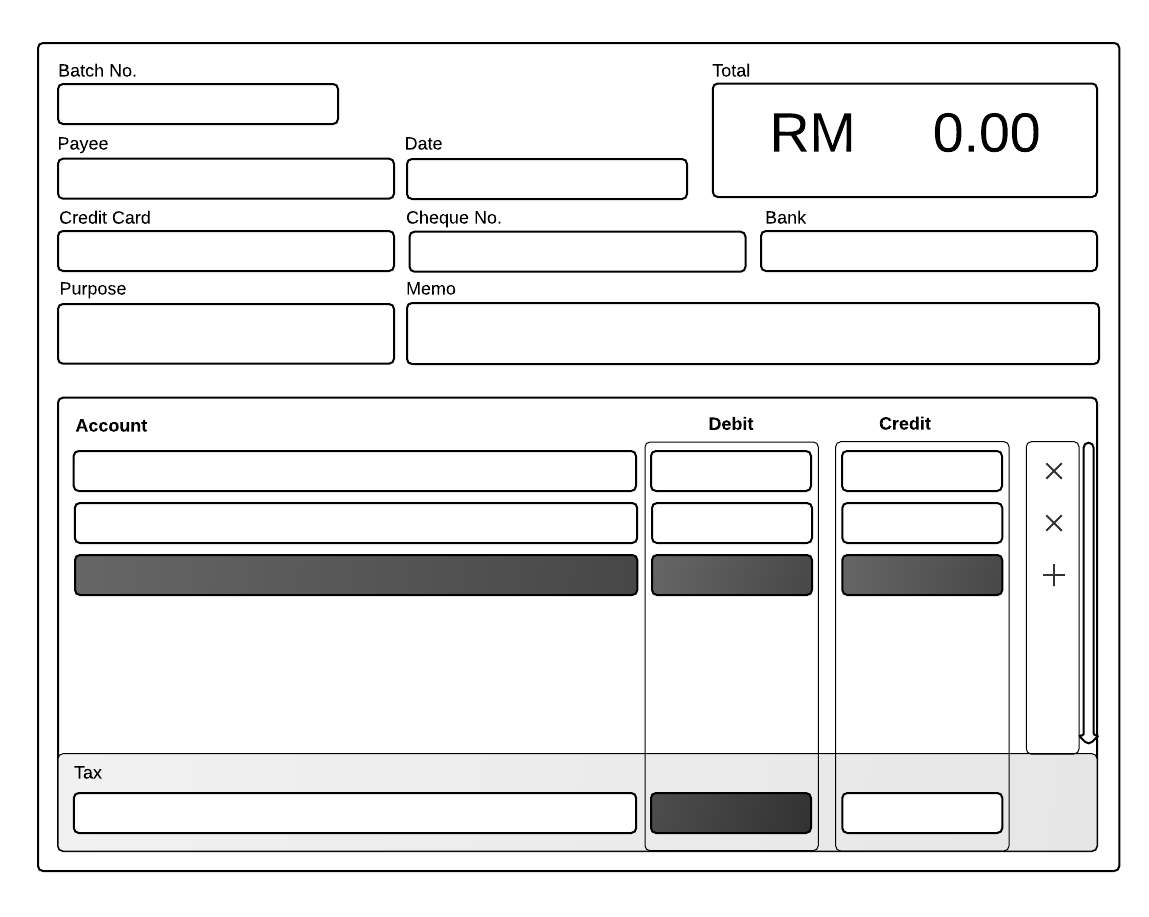 Batch No.
Total
RM 0.00
Payee
Date
Credit Card
Cheque No.
Bank
Purpose
Memo
Account
Debit
Credit
Tax